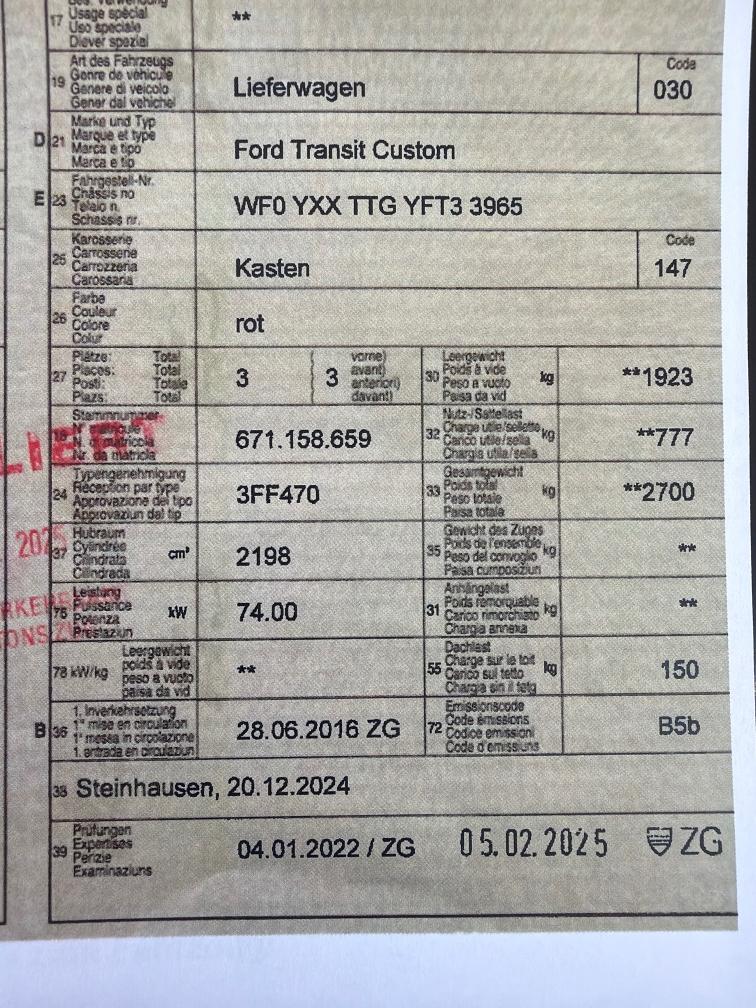 17 Usage spécial **
Uso speciale
Diever spezial
Art des Fahrzeugs Code
19 Genre de véhicule Lieferwagen 030
Genere di veicolo
Gener dal vehichel
Marke und Typ
D 21 Marque et type Ford Transit Custom
Marca e tipo
Marca e tip
Fahrgestell-Nr.
E 23 Châssis no WF0 YXX TTG YFT3 3965
Telaio n.
Schassis nr.
Karosserie Code
25 Carrosserie Kasten 147
Carrozzeria
Carossaria
Farbe
26 Couleur rot
Colore
Colur
Plätze: Total vorne) Leergewicht
27 Places: Total 3 ( 3 avant) 30 Poids à vide kg **1923
Posti: Totale anteriori) Peso a vuoto
Plazs: Total davant) Paisa da vid
Stammnummer Nutz-/Sattellast
18 N° matricule 671.158.659 32 Charge utile/sellette kg **777
N. di matricola Carico utile/sella
Nr. da matricla Chargia utila/sella
Typengenehmigung Gesamtgewicht
24 Réception par type 3FF470 33 Poids total kg **2700
Approvazione del tipo Peso totale
Approvaziun dal tip Paisa totala
Hubraum Gewicht des Zuges
37 Cylindrée cm³ 2198 35 Poids de l'ensemble kg **
Cilindrata Peso del convoglio
Cilindrada Paisa cumposiziun
Leistung Anhängelast
76 Puissance kW 74.00 31 Poids remorquable kg **
Potenza Carico rimorchiato
Prestaziun Chargia annexa
Leergewicht Dachlast
78 kW/kg poids à vide ** 55 Charge sur le toit kg 150
peso a vuoto Carico sul tetto
paisa da vid Chargia sin il tetg
1. Inverkehrsetzung Emissionscode
B 36 1re mise en circulation 28.06.2016 ZG 72 Code émissions B5b
1a messa in circolazione Codice emissioni
1. entrada en circulaziun Code d'emissiuns
38 Steinhausen, 20.12.2024
Prüfungen
39 Expertises 04.01.2022 / ZG 05.02.2025 ZG
Perizie
Examinaziuns